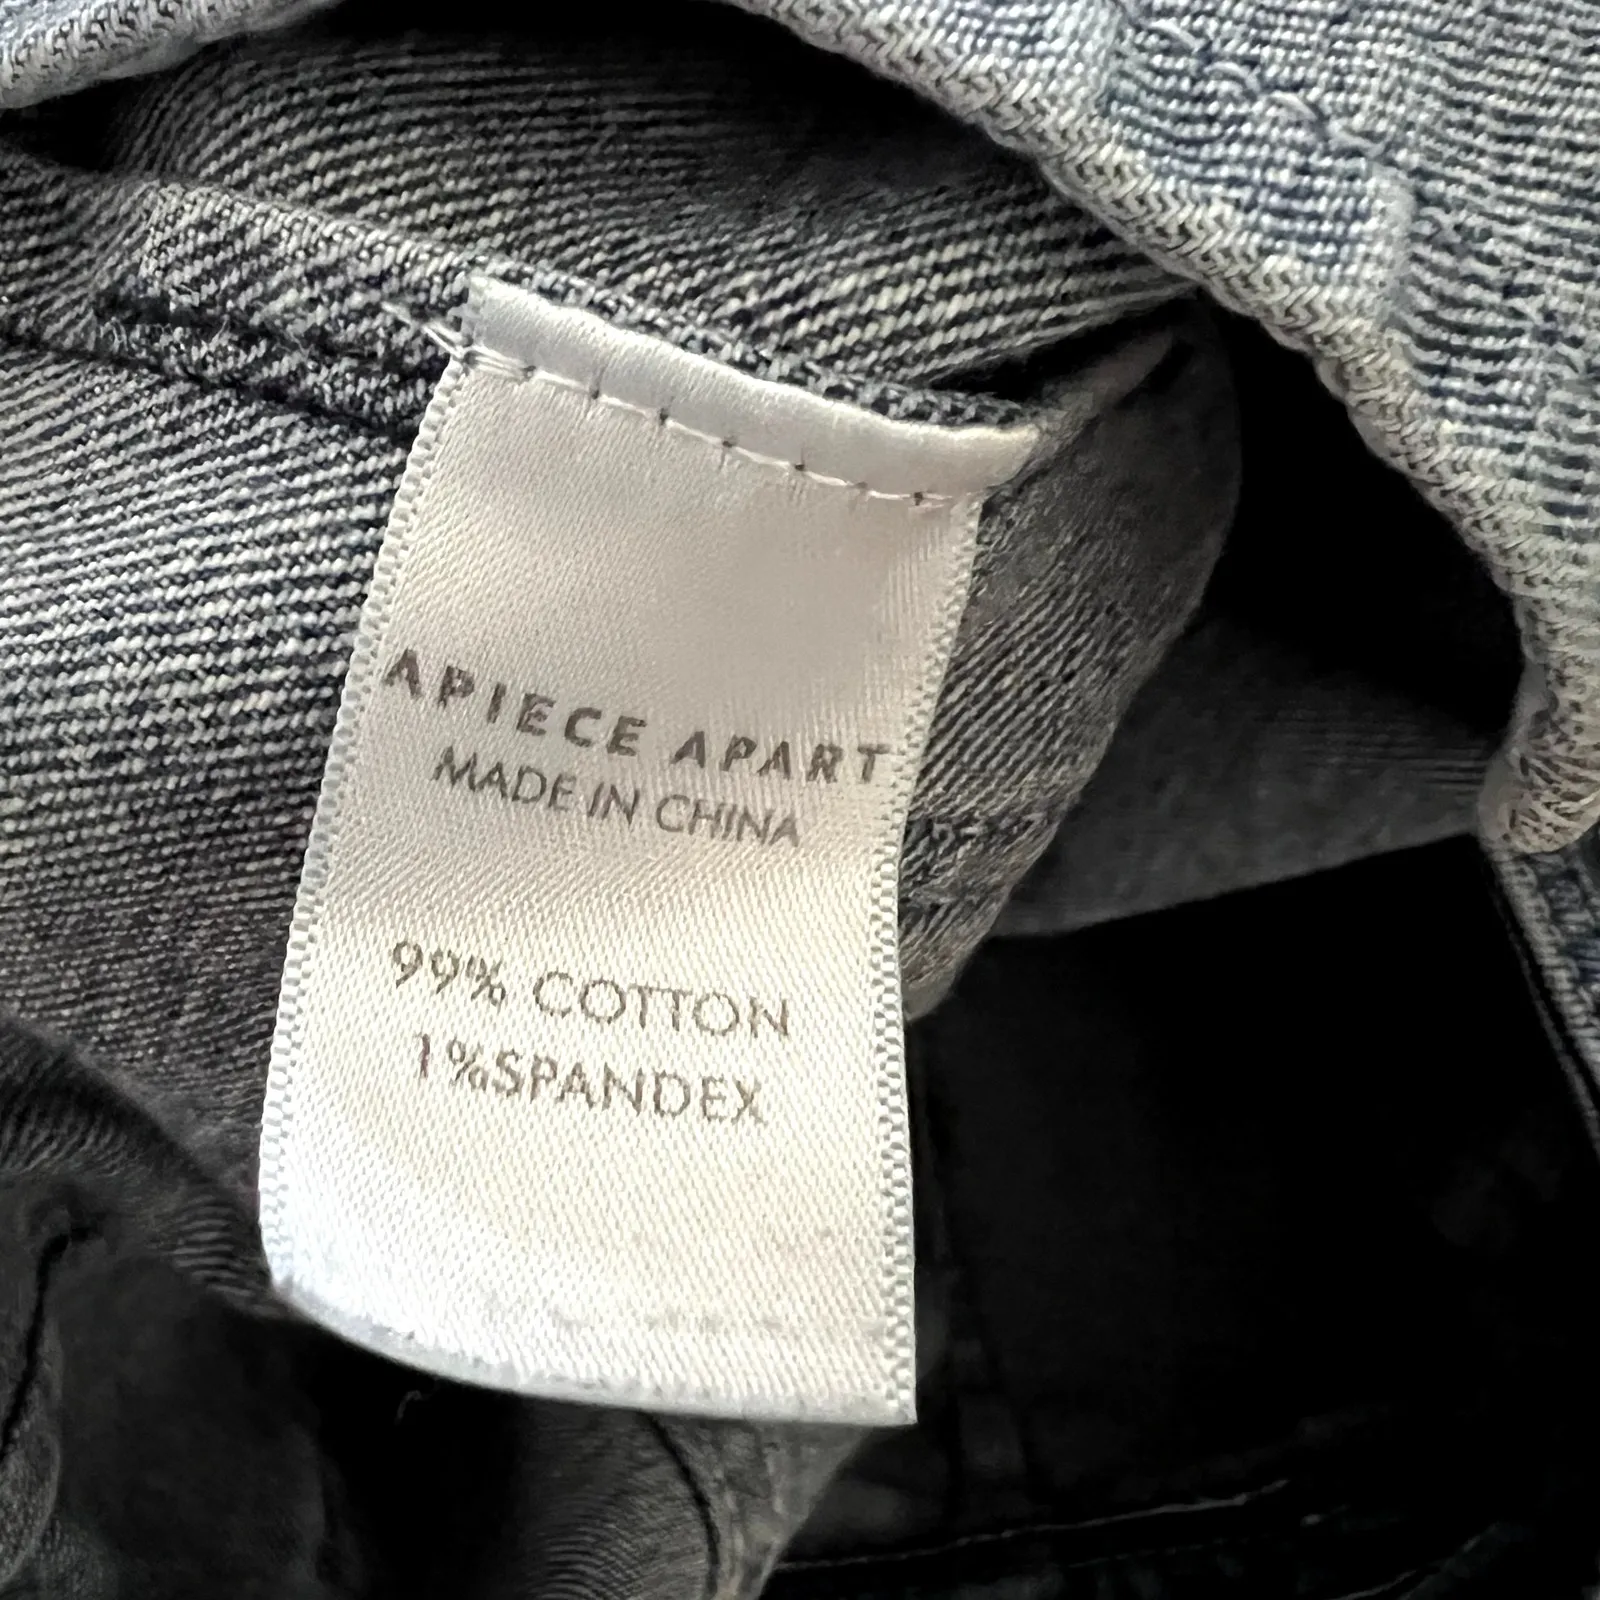 APIECE APART
MADE IN CHINA
99% COTTON
1%SPANDEX